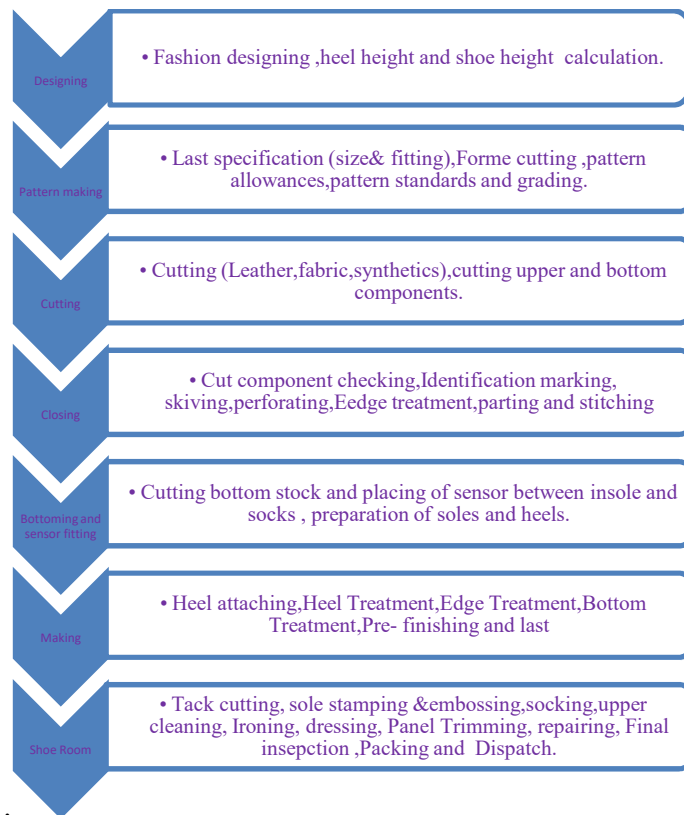 Designing
• Fashion designing ,heel height and shoe height calculation.
Pattern making
• Last specification (size& fitting),Forme cutting ,pattern
allowances,pattern standards and grading.
Cutting
• Cutting (Leather,fabric,synthetics),cutting upper and bottom
components.
Closing
• Cut component checking,Identification marking,
skiving,perforating,Eedge treatment,parting and stitching
Bottoming and
sensor fitting
• Cutting bottom stock and placing of sensor between insole and
socks , preparation of soles and heels.
Making
• Heel attaching,Heel Treatment,Edge Treatment,Bottom
Treatment,Pre- finishing and last
Shoe Room
• Tack cutting, sole stamping &embossing,socking,upper
cleaning, Ironing, dressing, Panel Trimming, repairing, Final
insepction ,Packing and Dispatch.